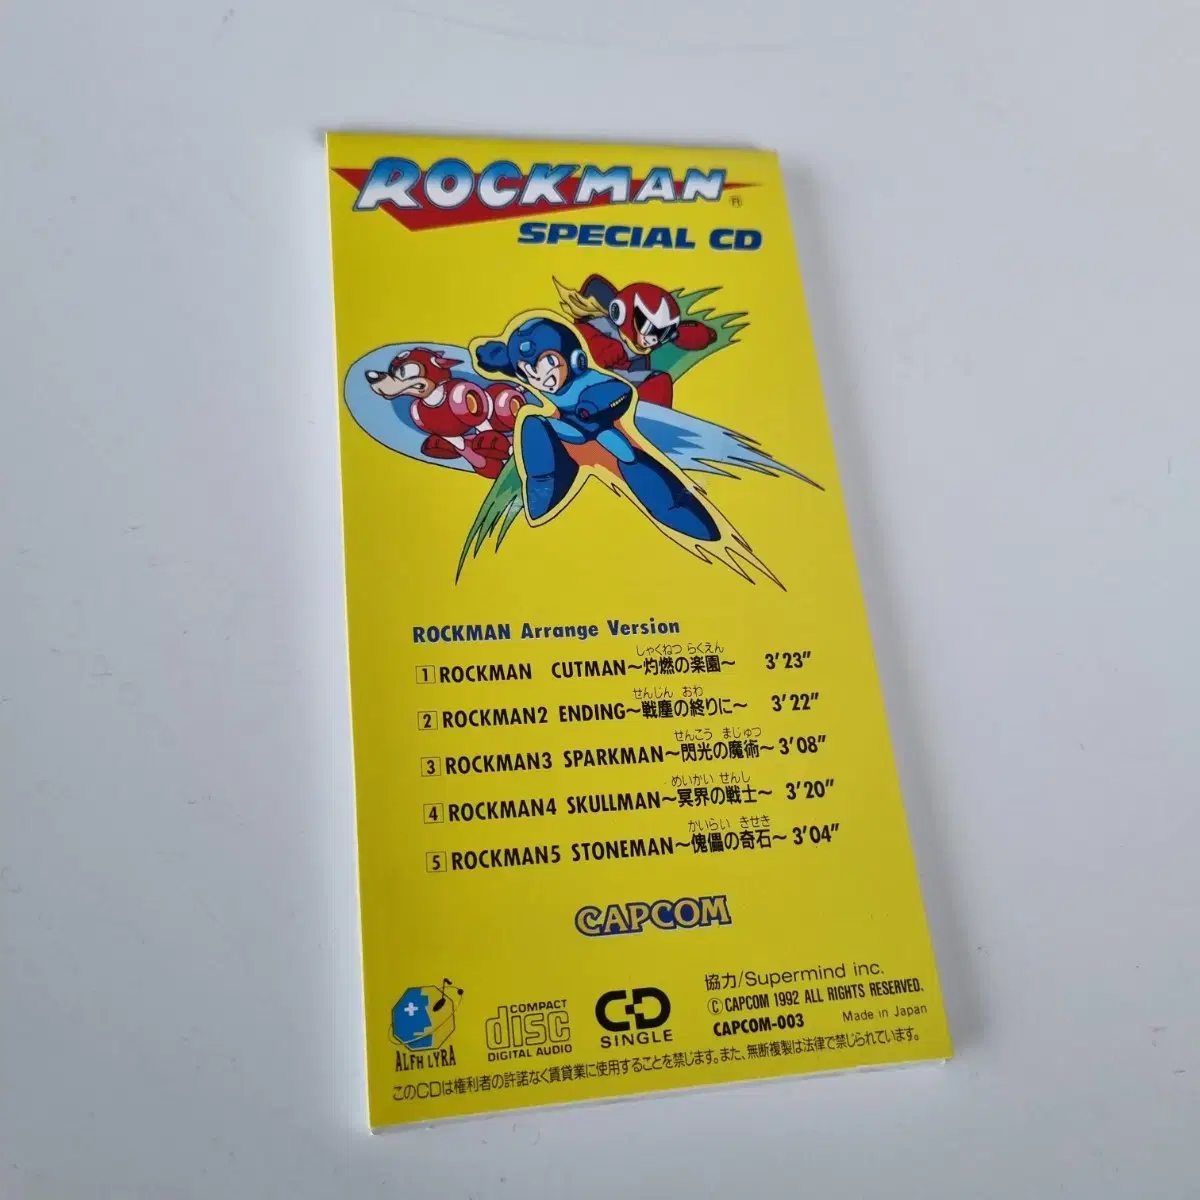 ROCKMAN ®
SPECIAL CD
ROCKMAN Arrange Version
しゃくねつ らくえん
1 ROCKMAN CUTMAN～灼燃の楽園～ 3'23"
せんじん おわ
2 ROCKMAN2 ENDING～戦塵の終りに～ 3'22"
せんこう まじゅつ
3 ROCKMAN3 SPARKMAN～閃光の魔術～ 3'08"
めいかい せんし
4 ROCKMAN4 SKULLMAN～冥界の戦士～ 3'20"
かいらい きせき
5 ROCKMAN5 STONEMAN～傀儡の奇石～ 3'04"
CAPCOM
協力/Supermind inc.
Ⓒ CAPCOM 1992 ALL RIGHTS RESERVED.
CAPCOM-003 Made in Japan
ALFH LYRA
COMPACT
disc
DIGITAL AUDIO
CD
SINGLE
このCDは権利者の許諾なく賃貸業に使用することを禁じます。また、無断複製は法律で禁じられています。